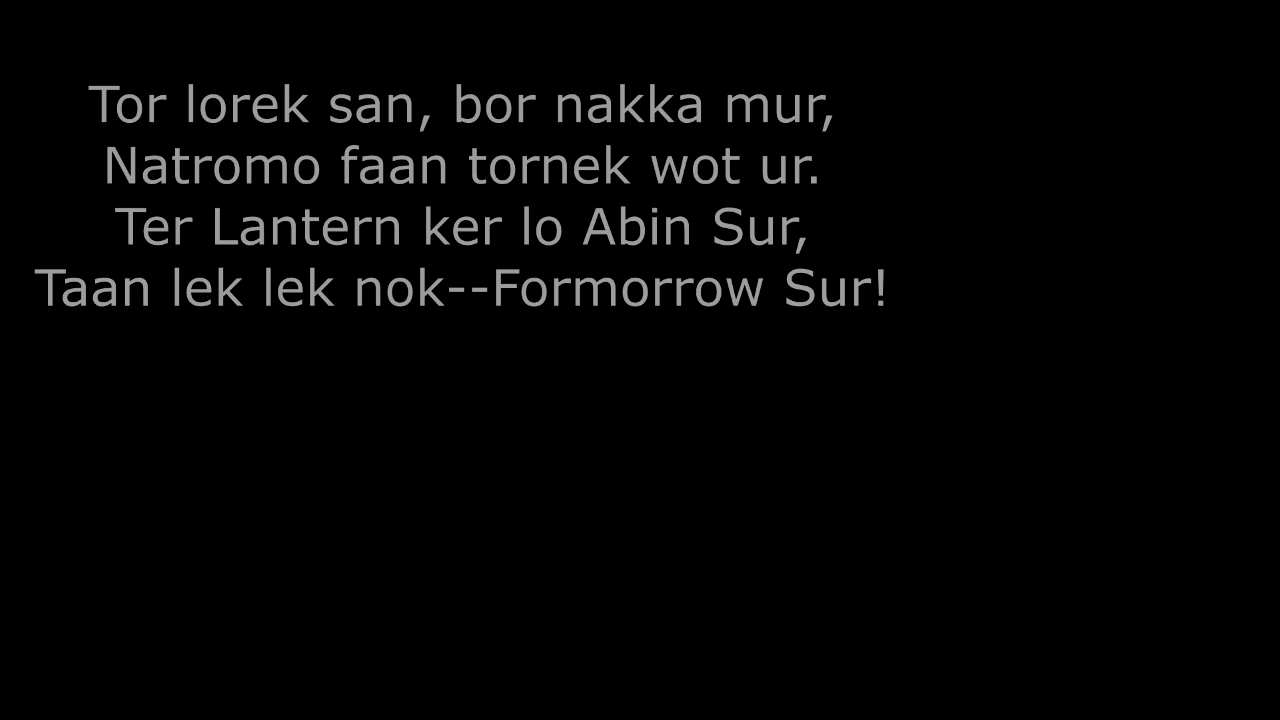 Tor lorek san, bor nakka mur,
Natromo faan tornek wot ur.
Ter Lantern ker lo Abin Sur,
Taan lek lek nok--Formorrow Sur!